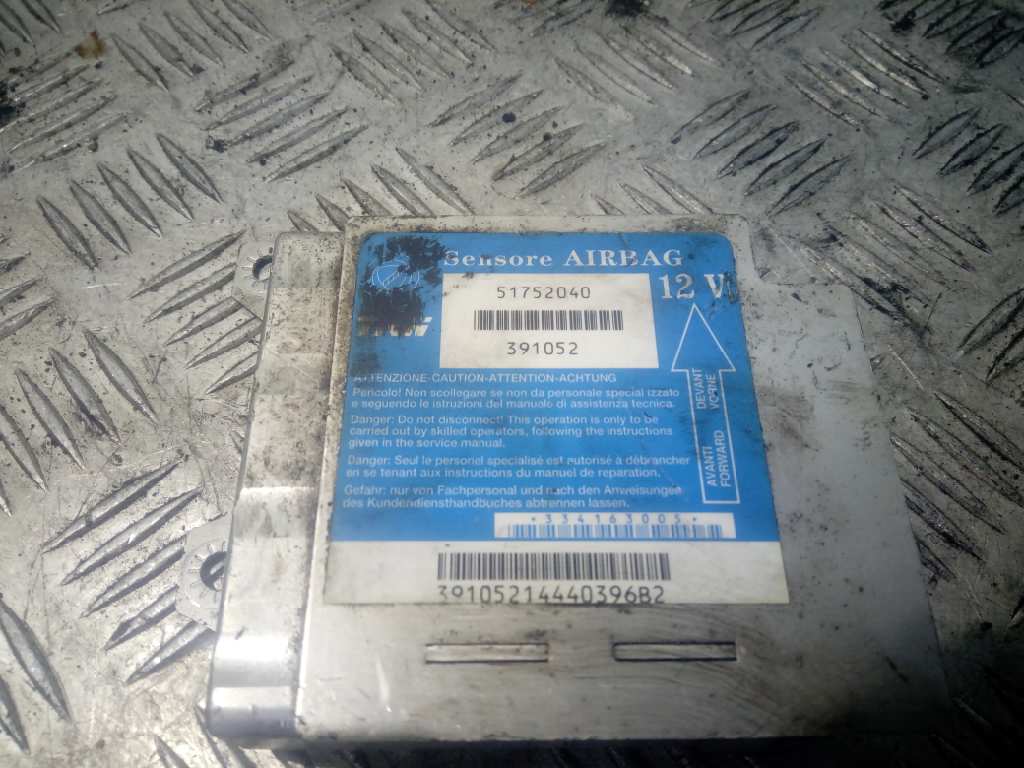 Sensore AIRBAG
12 V
51752040
391052
ATTENZIONE-CAUTION-ATTENTION-ACHTUNG
Pericolo! Non scollegare se non da personale special izzato
e seguendo le istruzioni del manuale di assistenza tecnica.
Danger: Do not disconnect! This operation is only to be
carried out by skilled operators, following the instructions
given in the service manual.
Danger: Seul le personel specialisé est autorisé à débrancher
en se tenant aux instructions du manuel de reparation.
Gefahr: nur von Fachpersonal und nach den Anweisungen
des Kundendiensthandbuches abtrennen lassen.
AVANTI DEVANT
FORWARD VORNE
*334163005*
39105214440396B2